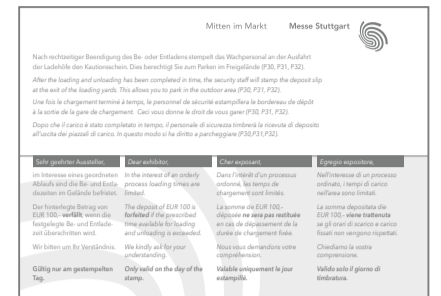 Mitten im Markt Messe Stuttgart
Nach rechtzeitiger Beendigung des Be- oder Entladens stempelt das Wachpersonal an der Ausfahrt
der Ladehöfe den Kautionsschein. Dies berechtigt Sie zum Parken im Freigelände (P30, P31, P32).
After the loading and unloading has been completed in time, the security staff will stamp the deposit slip
at the exit of the loading yards. This allows you to park in the outdoor area (P30, P31, P32).
Une fois le chargement terminé à temps, le personnel de sécurité estampillera le bordereau de dépôt
à la sortie de la gare de chargement. Ceci vous donne le droit de vous garer (P30, P31, P32).
Dopo che il carico è stato completato in tempo, il personale di sicurezza timbrerà la ricevuta di deposito
all'uscita dei piazzali di carico. In questo modo si ha diritto a parcheggiare (P30,P31,P32).
Sehr geehrter Aussteller,
im Interesse eines geordneten
Ablaufs sind die Be- und Entla-
dezeiten im Gelände befristet.
Der hinterlegte Betrag von
EUR 100,- verfällt, wenn die
festgelegte Be- und Entlade-
zeit überschritten wird.
Wir bitten um Ihr Verständnis.
Gültig nur am gestempelten
Tag.
Dear exhibitor,
In the interest of an orderly
process loading times are
limited.
The deposit of EUR 100 is
forfeited if the prescribed
time available for loading
and unloading is exceeded.
We kindly ask for your
understanding.
Only valid on the day of the
stamp.
Cher exposant,
Dans l'intérêt d'un processus
ordonné, les temps de
chargement sont limités.
La somme de EUR 100,-
déposée ne sera pas restituée
en cas de dépassement de la
durée de chargement fixée.
Nous vous demandons votre
compréhension.
Valable uniquement le jour
estampillé.
Egregio espositore,
Nell'interesse di un processo
ordinato, i tempi di carico
nell'area sono limitati.
La somma depositata die
EUR 100,- viene trattenuta
se gli orari di scarico e carico
fissati non vengono rispettati.
Chiediamo la vostra
comprensione.
Valido solo il giorno di
timbratura.